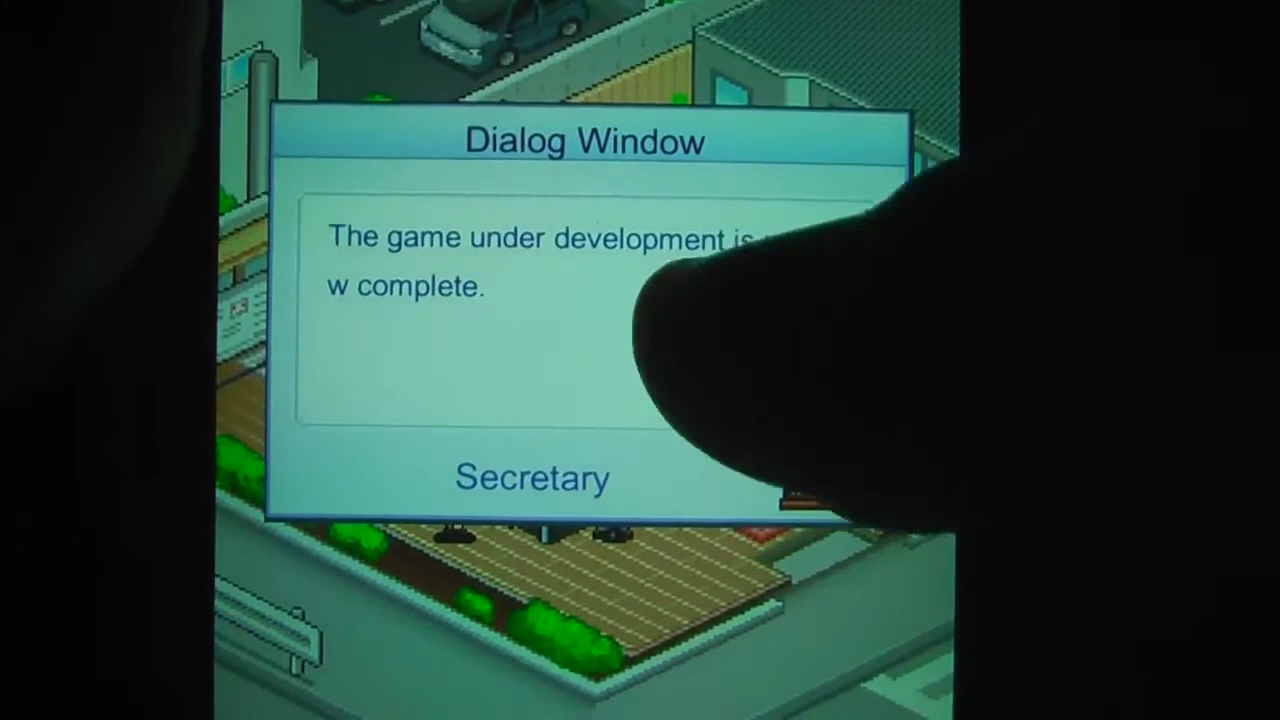 Dialog Window
The game under development is
w complete.
Secretary